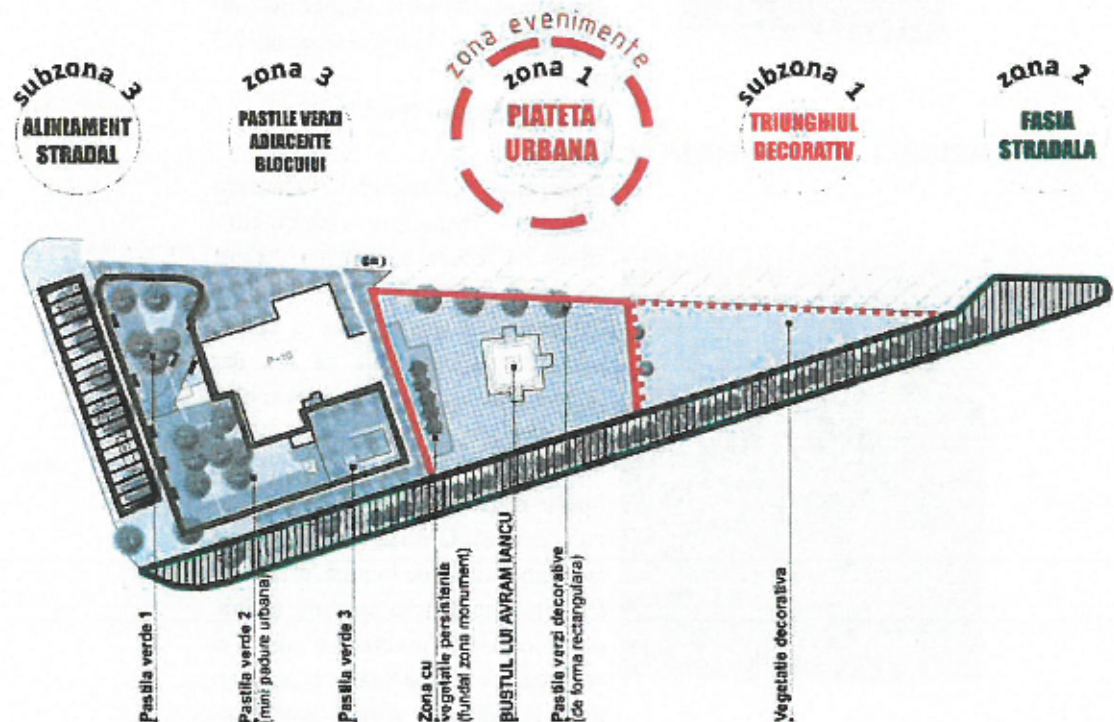 subzona 3
ALINIAMENT
STRADAL
zona 3
PASTILE VERZI
ADIACENTE
BLOCULUI
zona evenimente
zona 1
PIATETA
URBANA
subzona 1
TRIUNGHIUL
DECORATIV
zona 2
FASIA
STRADALA
P+10
Pastila verde 1
Pastila verde 2
(mini padure urbana)
Pastila verde 3
Zona cu
vegetatie persistenta
(fundal zona monument)
BUSTUL LUI AVRAM IANCU
Pastile verzi decorative
(de forma rectangulara)
Vegetatie decorativa